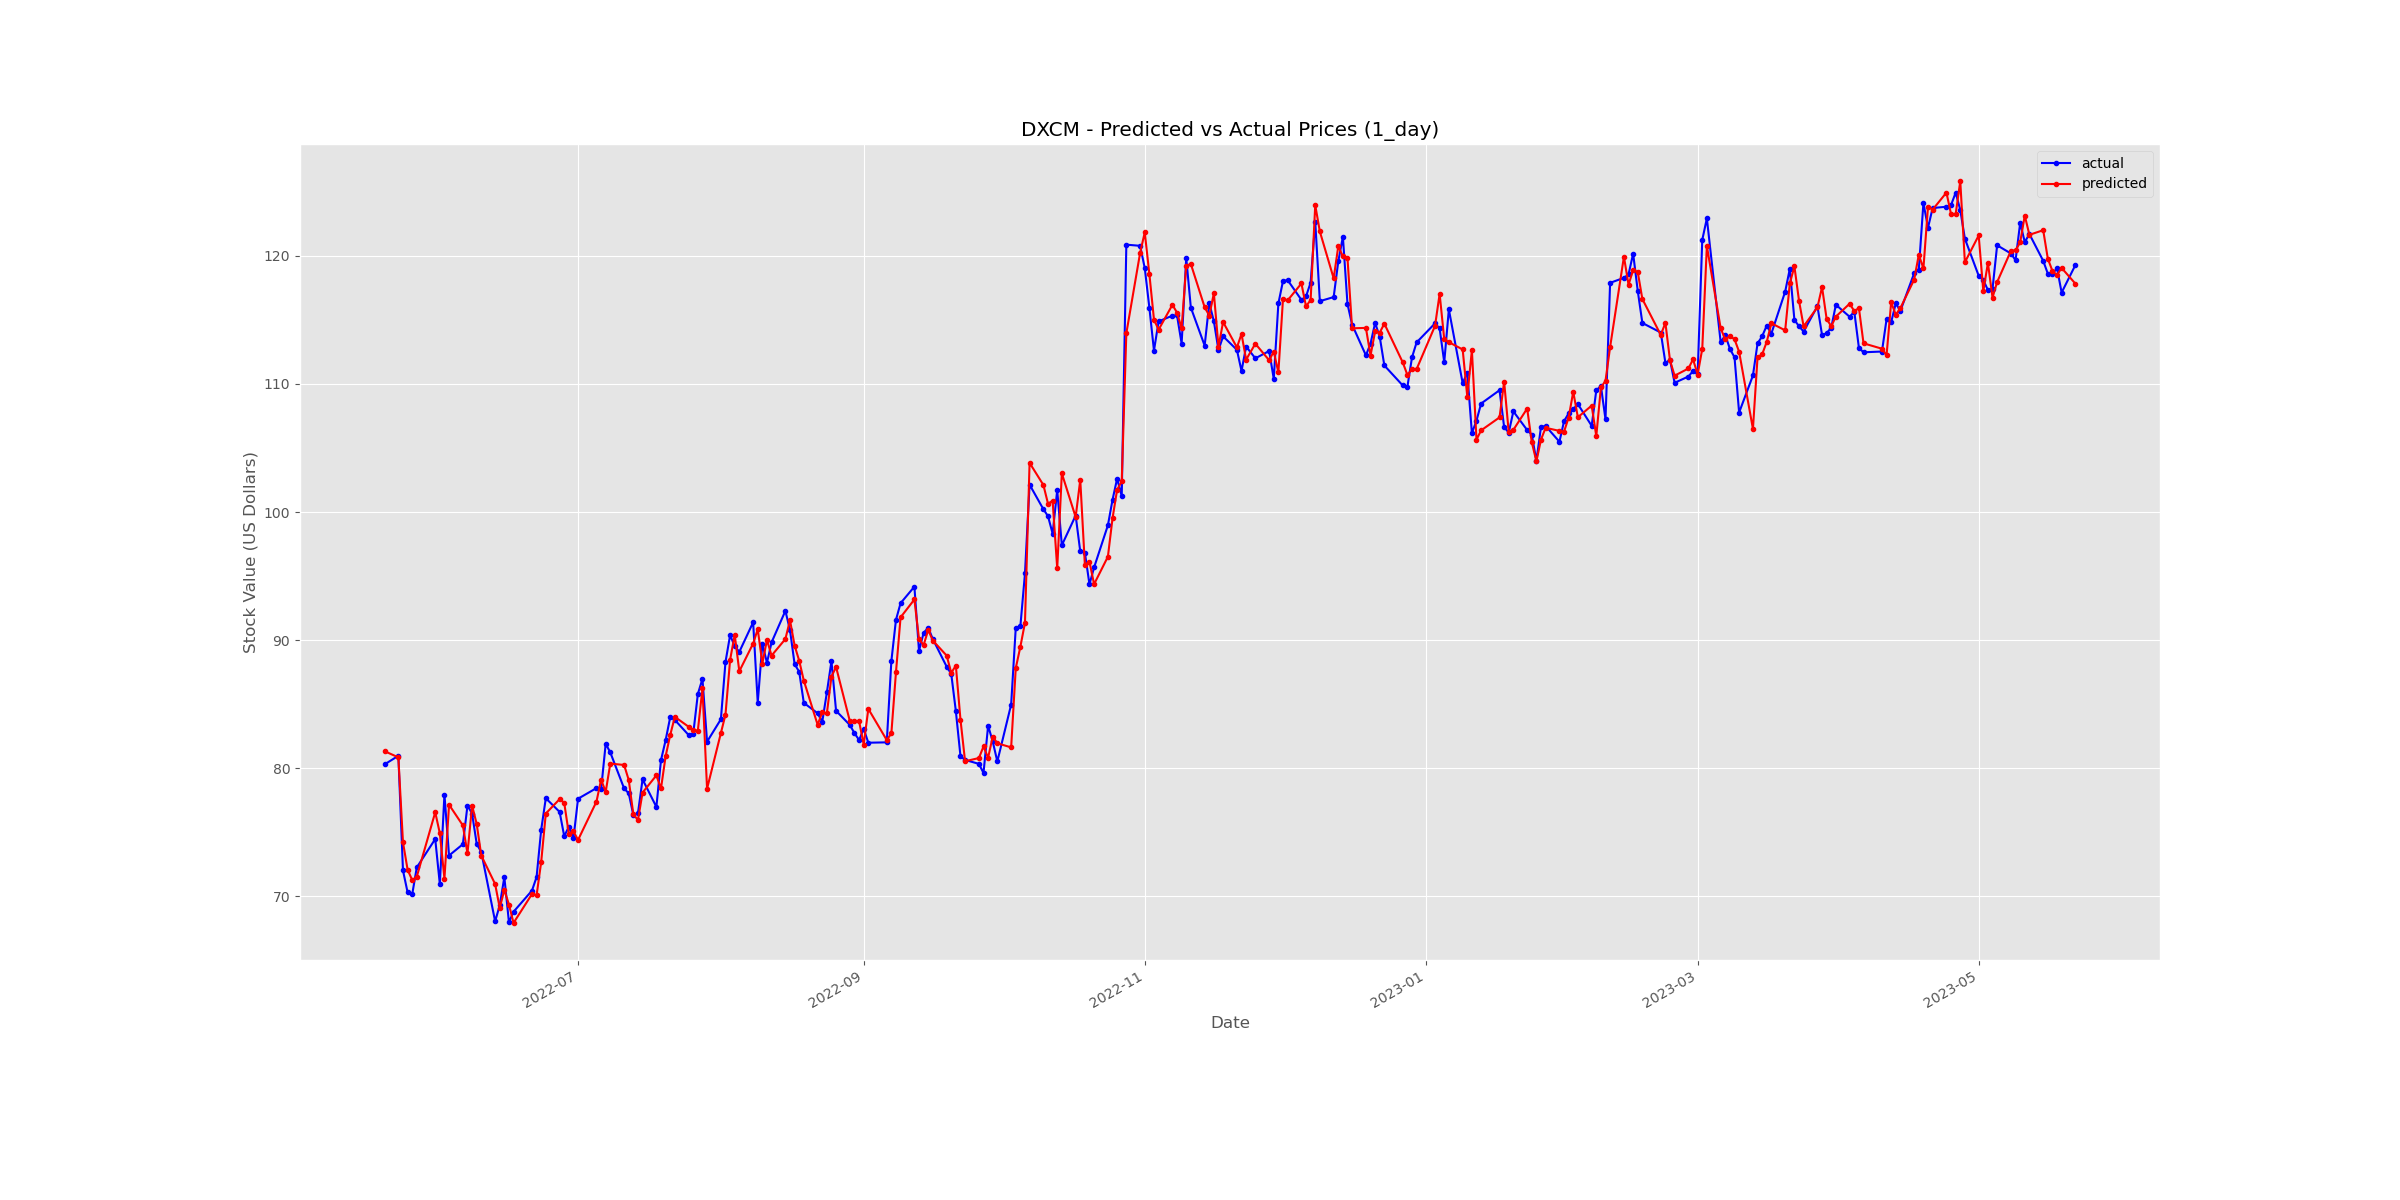 DXCM - Predicted vs Actual Prices (1_day)
actual
predicted
Stock Value (US Dollars)
120
110
100
90
80
70
2022-07
2022-09
2022-11
2023-01
2023-03
2023-05
Date